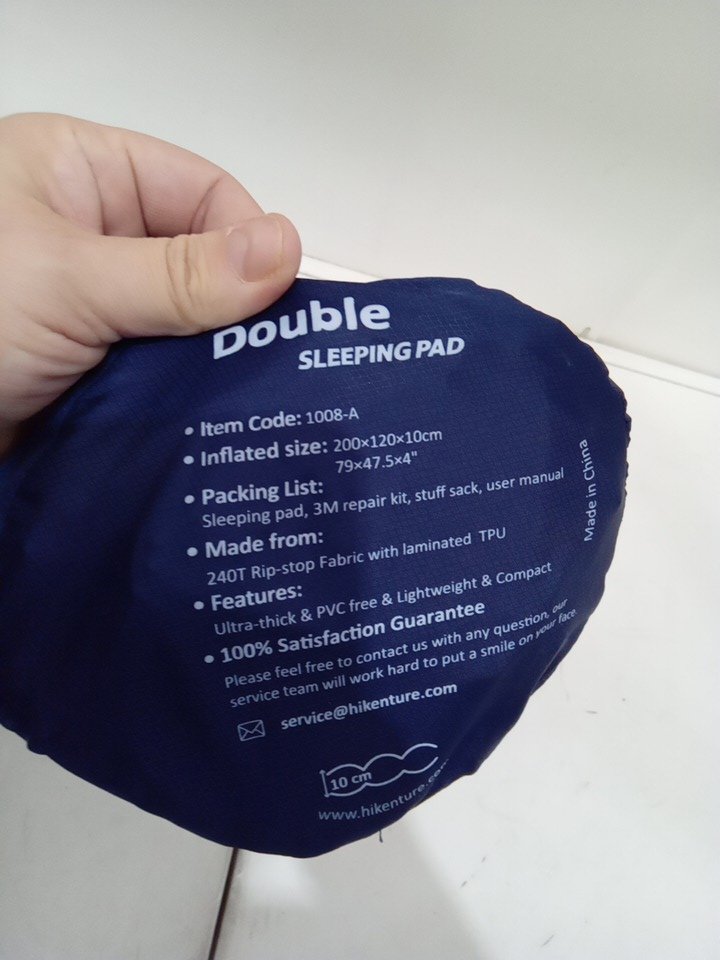 Double
SLEEPING PAD
• Item Code: 1008-A
• Inflated size: 200×120×10cm
79×47.5×4"
• Packing List:
Sleeping pad, 3M repair kit, stuff sack, user manual
• Made from:
240T Rip-stop Fabric with laminated TPU
• Features:
Ultra-thick & PVC free & Lightweight & Compact
• 100% Satisfaction Guarantee
Please feel free to contact us with any question, our
service team will work hard to put a smile on your face.
service@hikenture.com
10 cm
www.hikenture.com
Made in China